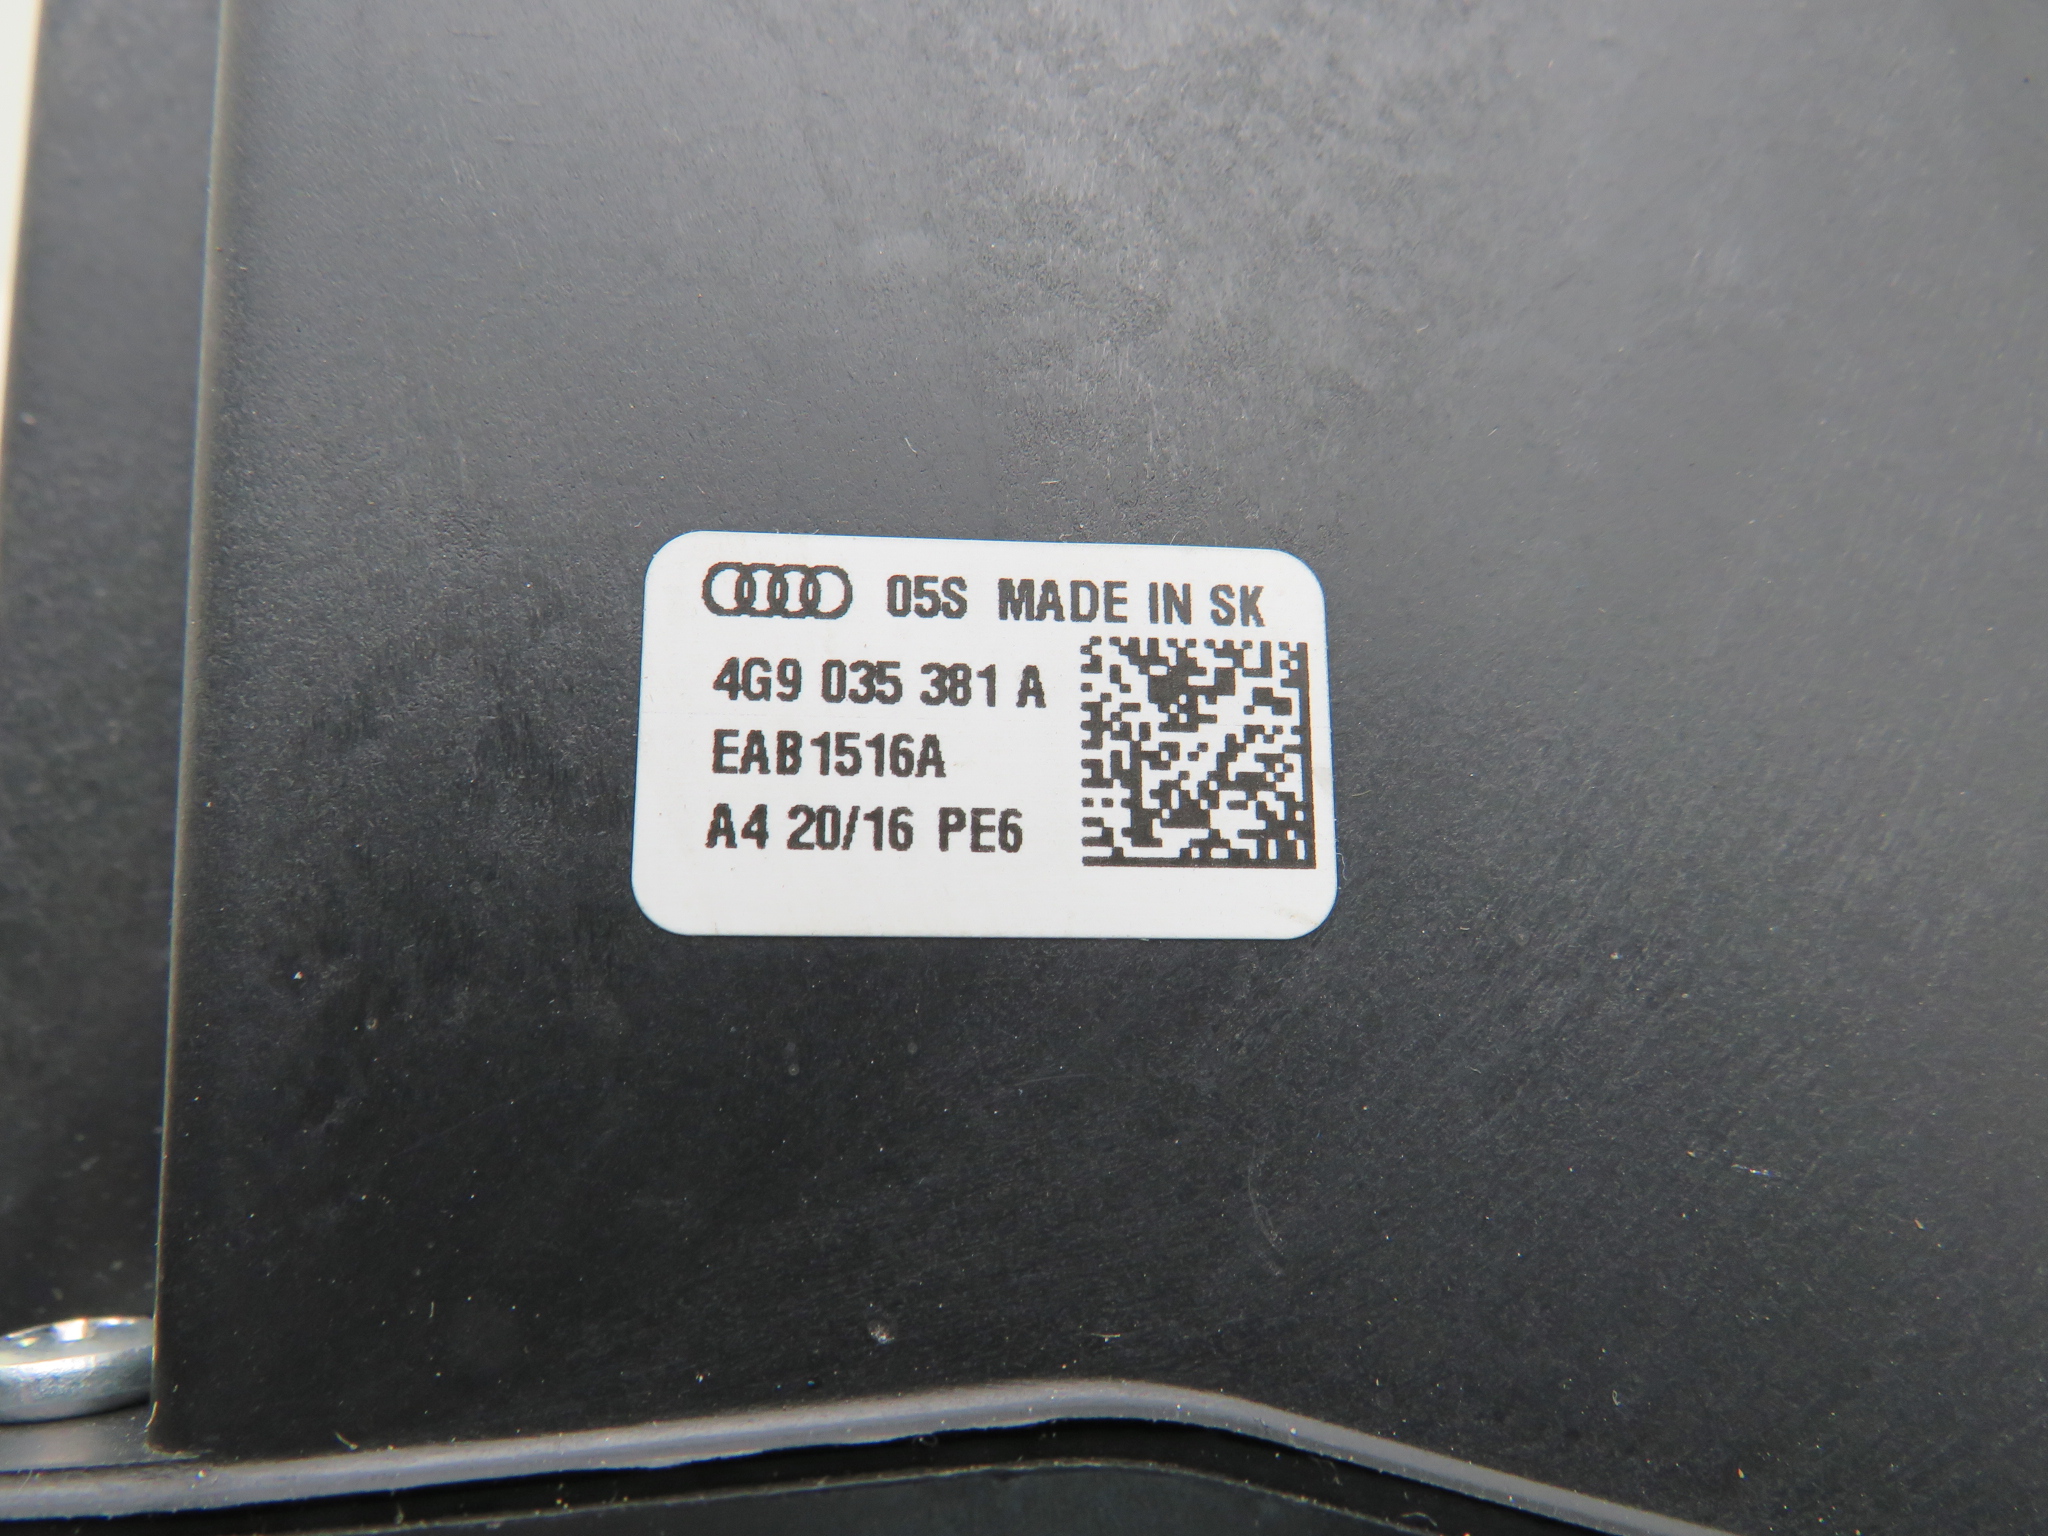 05S MADE IN SK
4G9 035 381 A
EAB1516A
A4 20/16 PE6